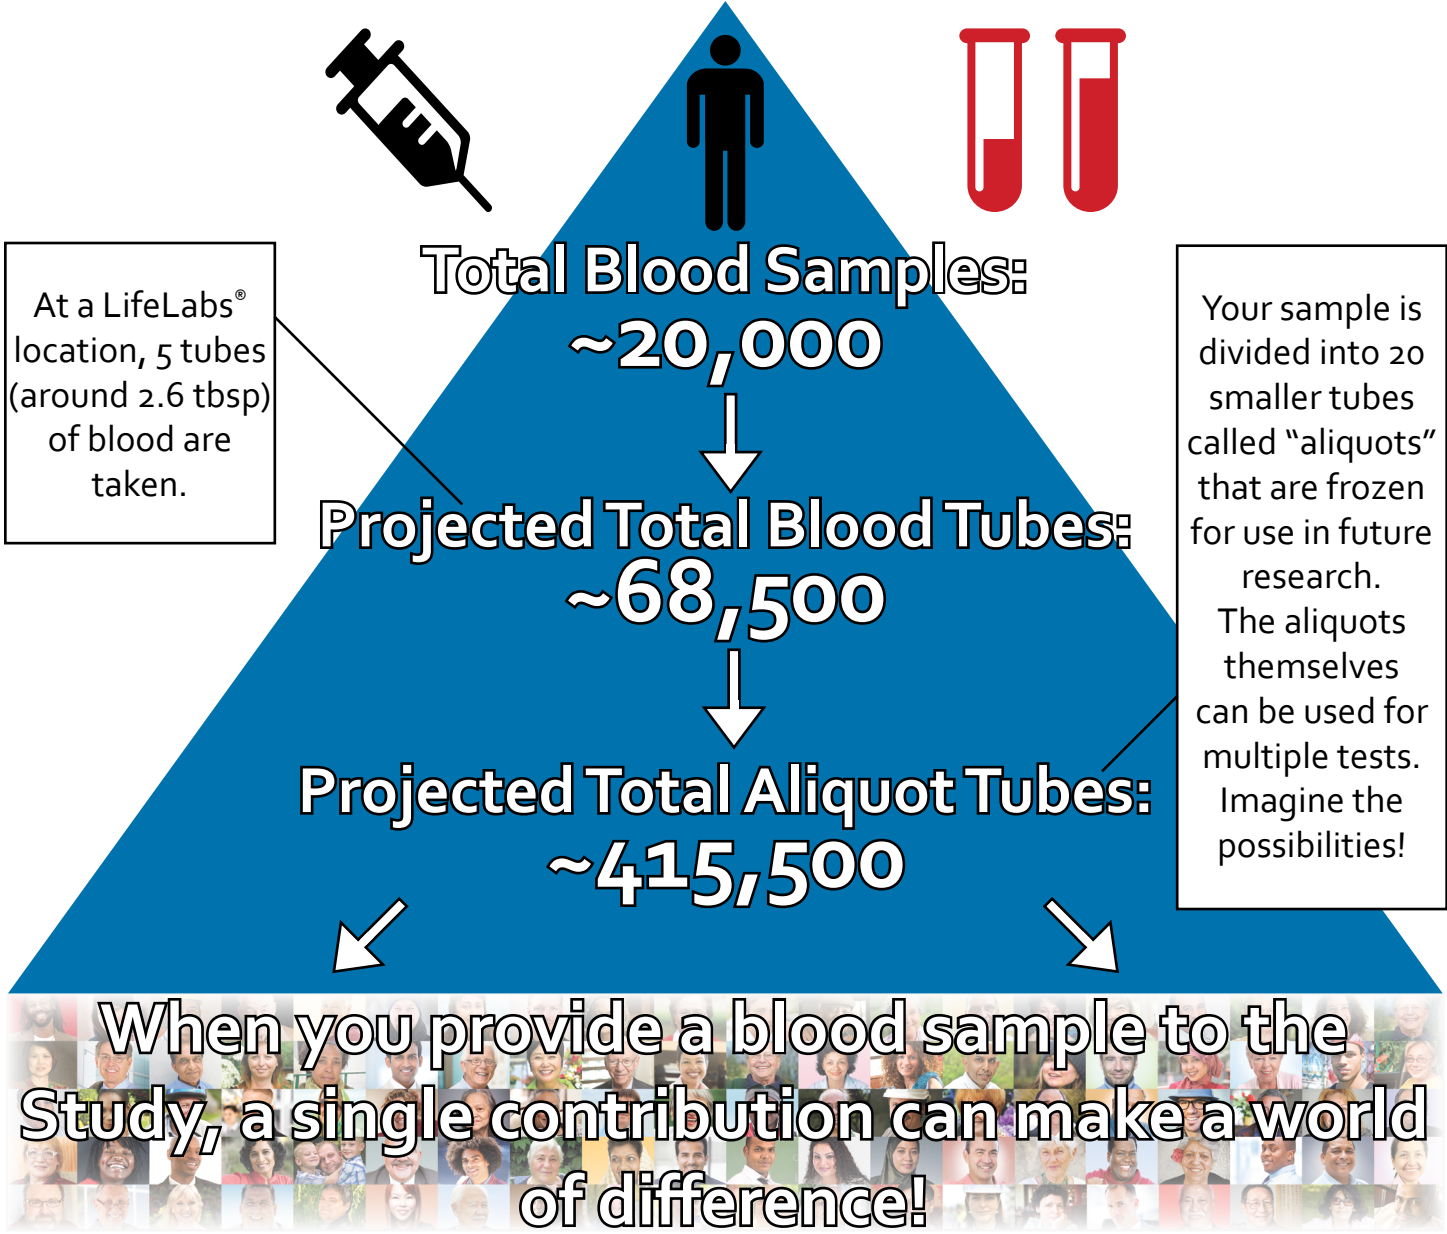 Total Blood Samples:
~20,000
At a LifeLabs®
location, 5 tubes
(around 2.6 tbsp)
of blood are
taken.
Projected Total Blood Tubes:
~68,500
Your sample is
divided into 20
smaller tubes
called “aliquots”
that are frozen
for use in future
research.
The aliquots
themselves
can be used for
multiple tests.
Imagine the
possibilities!
Projected Total Aliquot Tubes:
~415,500
When you provide a blood sample to the
Study, a single contribution can make a world
of difference!